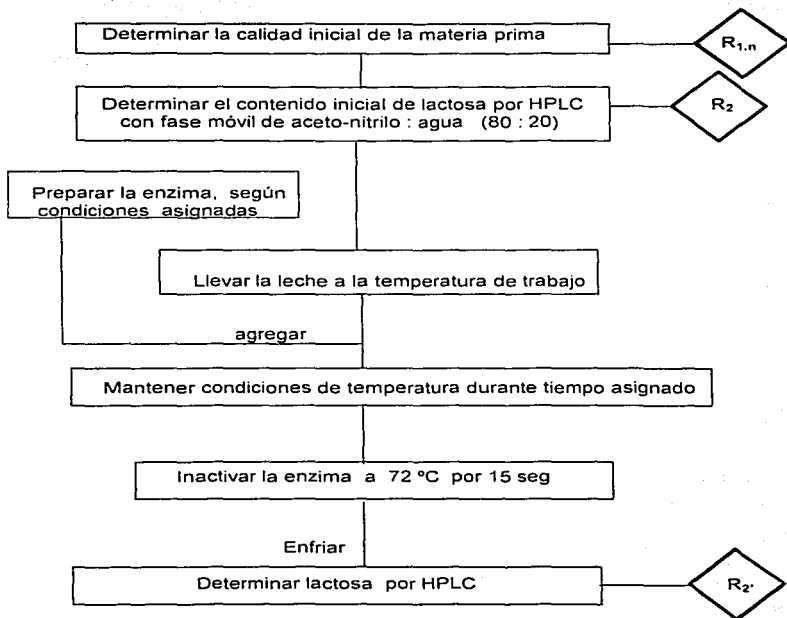 Determinar la calidad inicial de la materia prima
R1.n
Determinar el contenido inicial de lactosa por HPLC
con fase móvil de aceto-nitrilo : agua (80 : 20)
R2
Preparar la enzima, según
condiciones asignadas
Llevar la leche a la temperatura de trabajo
agregar
Mantener condiciones de temperatura durante tiempo asignado
Inactivar la enzima a 72 ºC por 15 seg
Enfriar
Determinar lactosa por HPLC
R2'